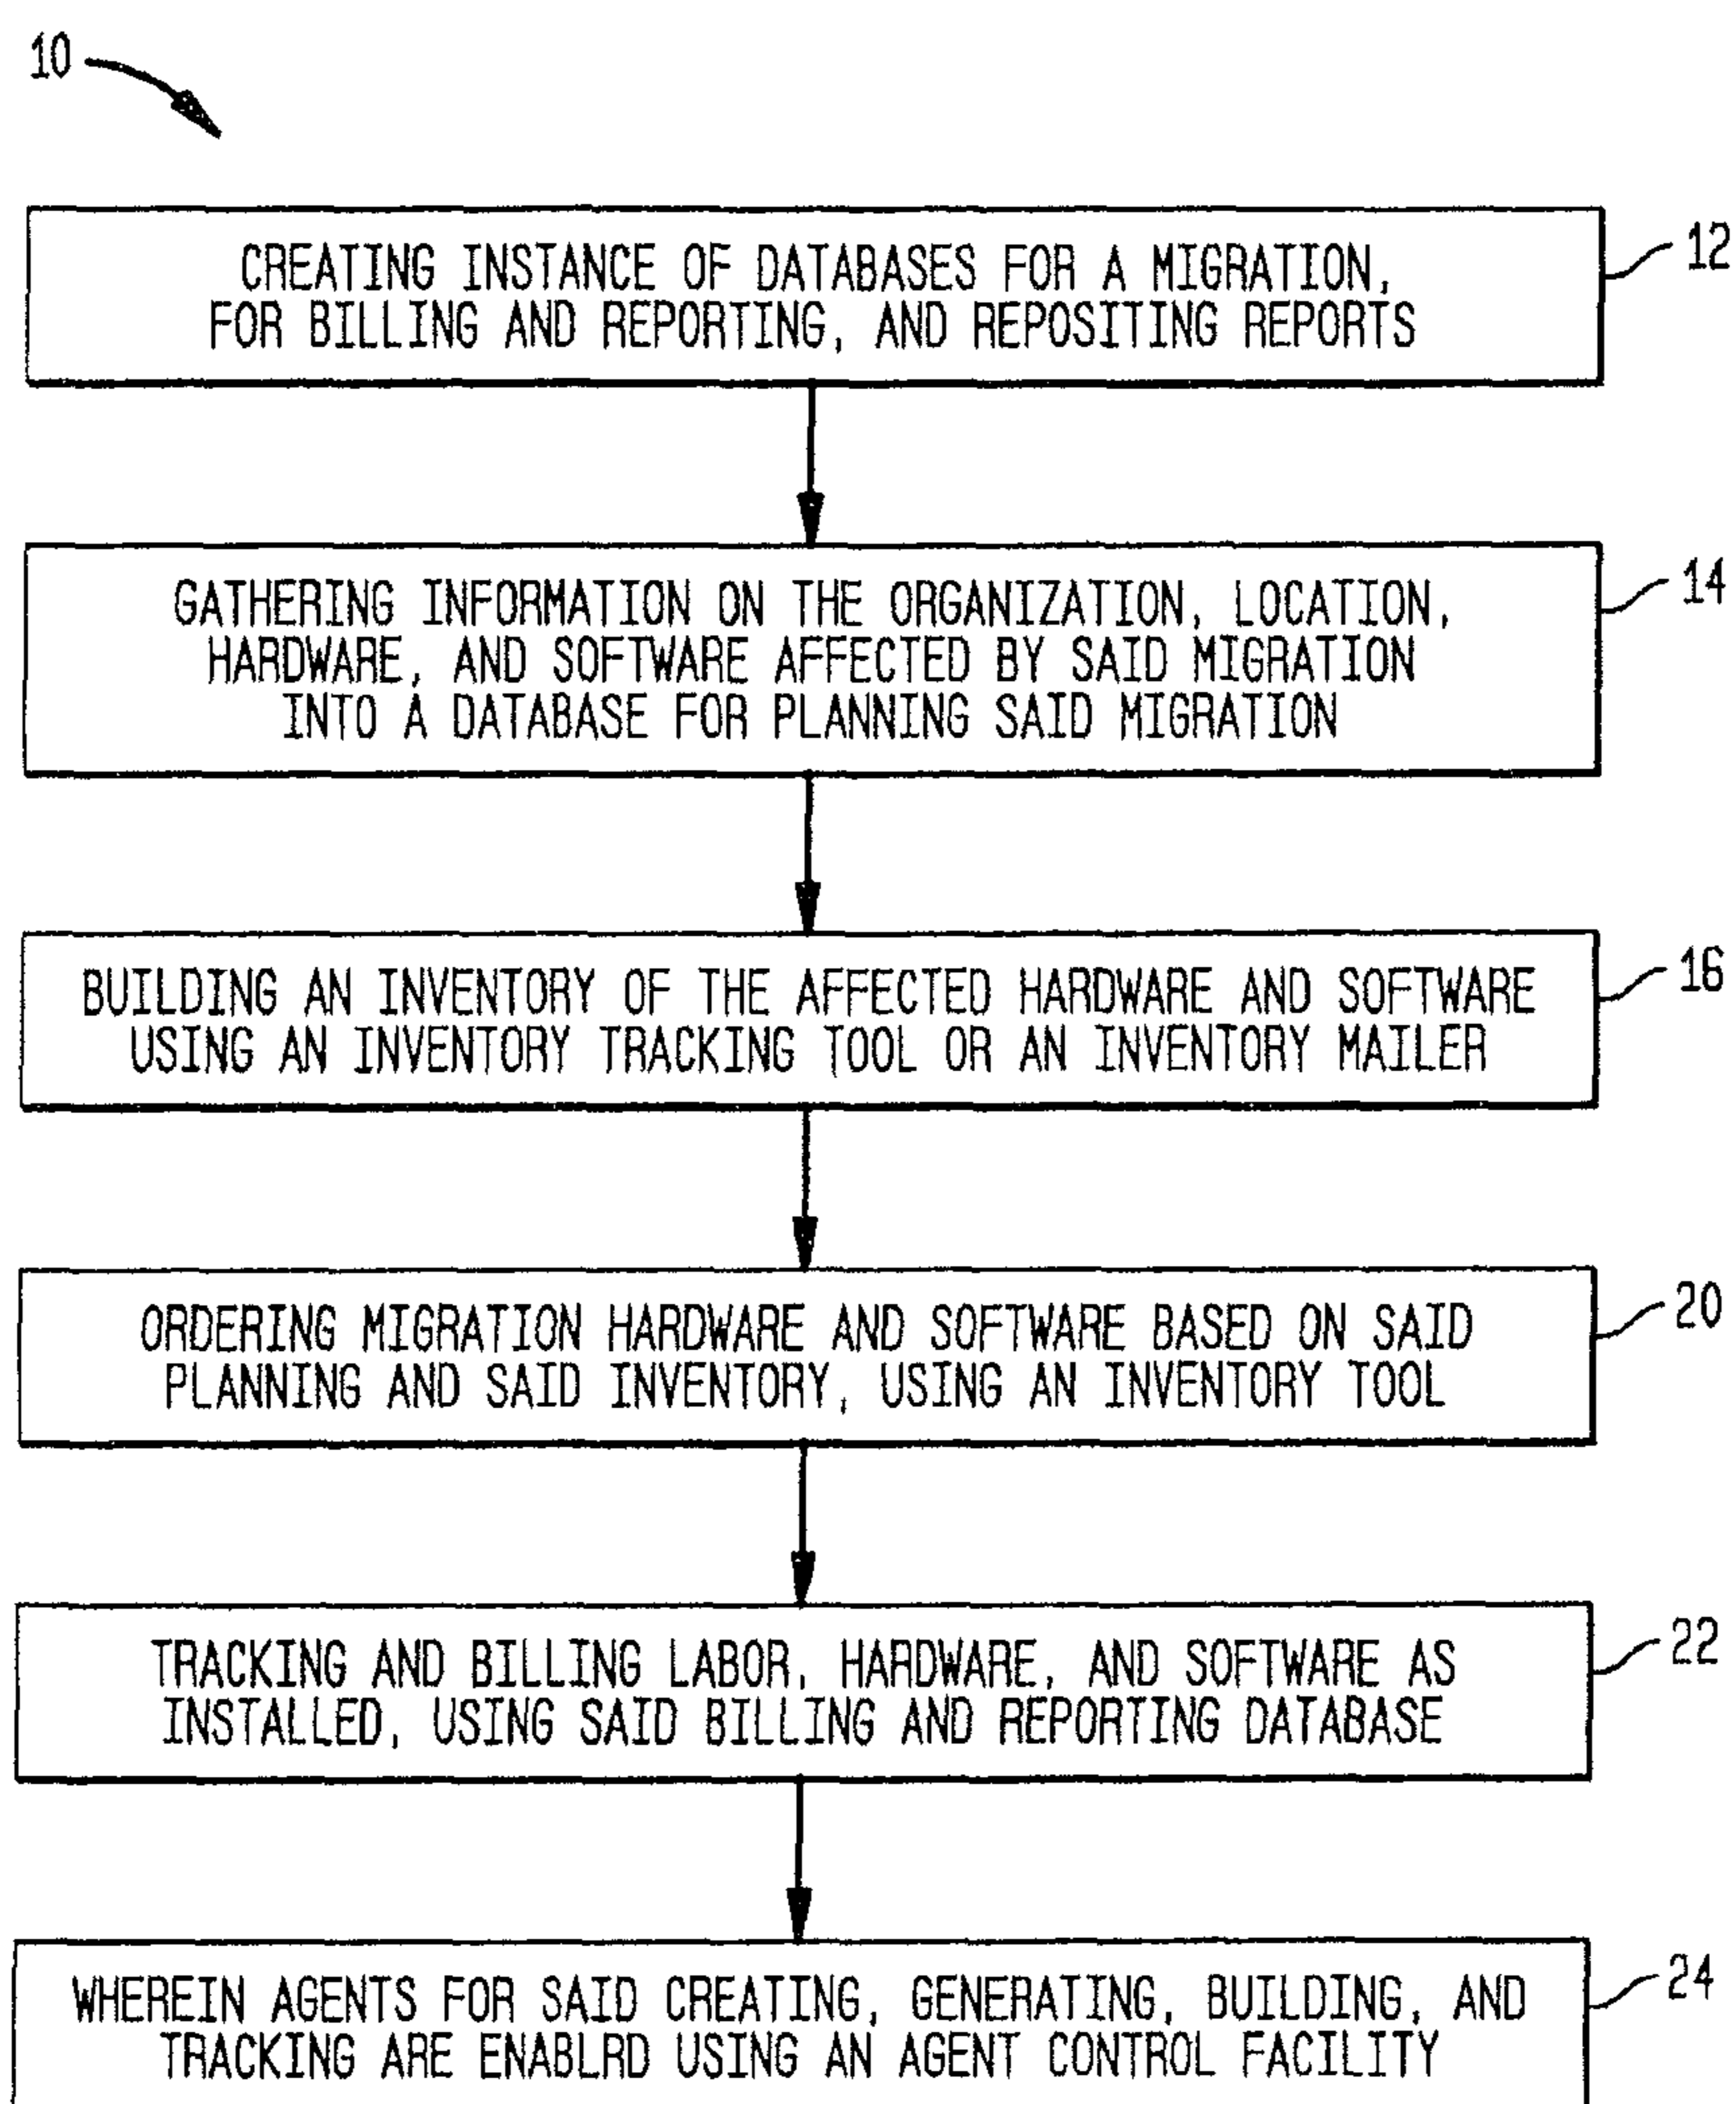 10
CREATING INSTANCE OF DATABASES FOR A MIGRATION,
FOR BILLING AND REPORTING, AND REPOSITING REPORTS
12
GATHERING INFORMATION ON THE ORGANIZATION, LOCATION,
HARDWARE, AND SOFTWARE AFFECTED BY SAID MIGRATION
INTO A DATABASE FOR PLANNING SAID MIGRATION
14
BUILDING AN INVENTORY OF THE AFFECTED HARDWARE AND SOFTWARE
USING AN INVENTORY TRACKING TOOL OR AN INVENTORY MAILER
16
ORDERING MIGRATION HARDWARE AND SOFTWARE BASED ON SAID
PLANNING AND SAID INVENTORY, USING AN INVENTORY TOOL
20
TRACKING AND BILLING LABOR, HARDWARE, AND SOFTWARE AS
INSTALLED, USING SAID BILLING AND REPORTING DATABASE
22
WHEREIN AGENTS FOR SAID CREATING, GENERATING, BUILDING, AND
TRACKING ARE ENABLRD USING AN AGENT CONTROL FACILITY
24